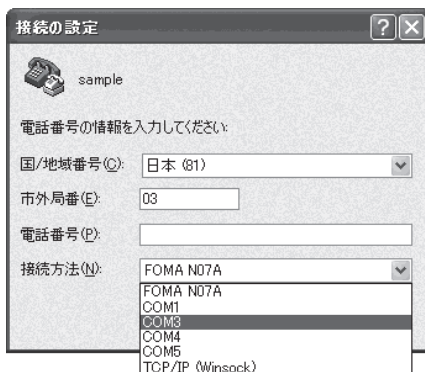 接続の設定
sample
電話番号の情報を入力してください:
国/地域番号(C): 日本 (81)
市外局番(E): 03
電話番号(P):
接続方法(N): FOMA N07A
FOMA N07A
COM1
COM3
COM4
COM5
TCP/IP (Winsock)